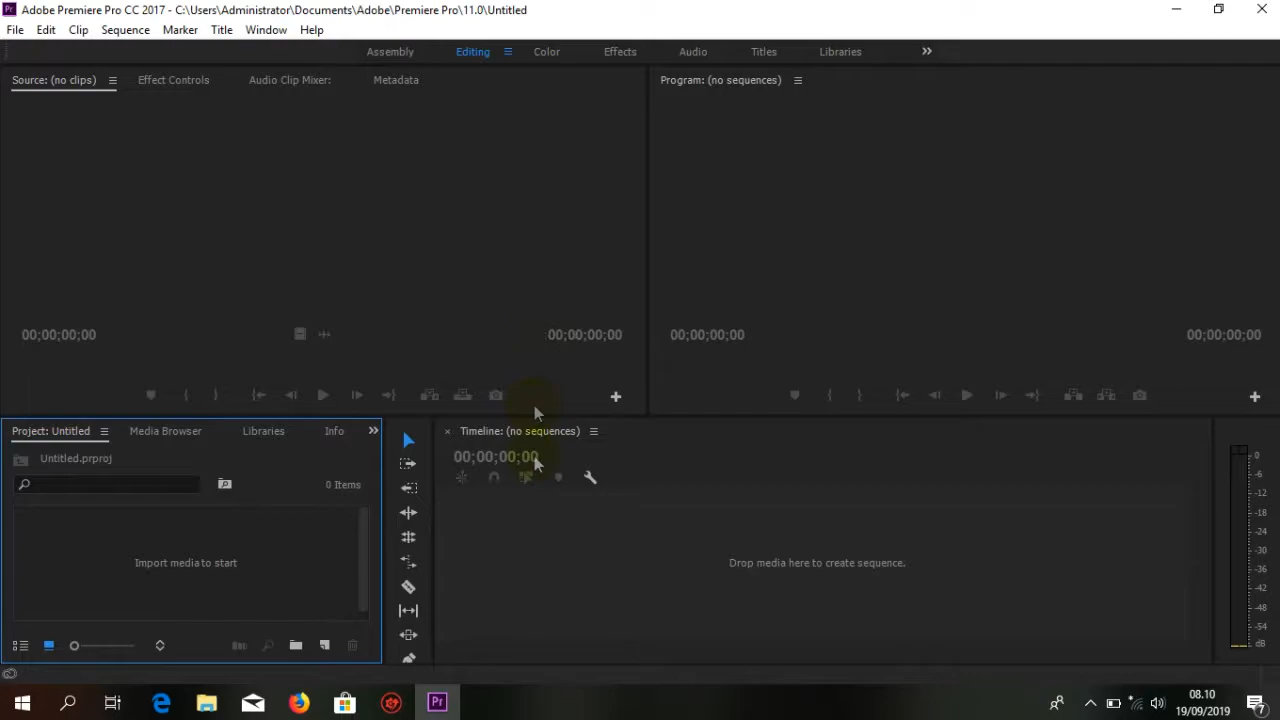 Adobe Premiere Pro CC 2017 - C:\Users\Administrator\Documents\Adobe\Premiere Pro\11.0\Untitled
File Edit Clip Sequence Marker Title Window Help
Assembly Editing Color Effects Audio Titles Libraries
Source: (no clips) Effect Controls Audio Clip Mixer: Metadata
Program: (no sequences)
00;00;00;00 00;00;00;00
00;00;00;00 00;00;00;00
Project: Untitled Media Browser Libraries Info
Untitled.prproj
0 Items
Import media to start
Timeline: (no sequences)
00;00;00;00
Drop media here to create sequence.
0
-6
-12
-18
-24
-30
-36
-42
-48
-54
dB
Pr
08.10
19/09/2019
7